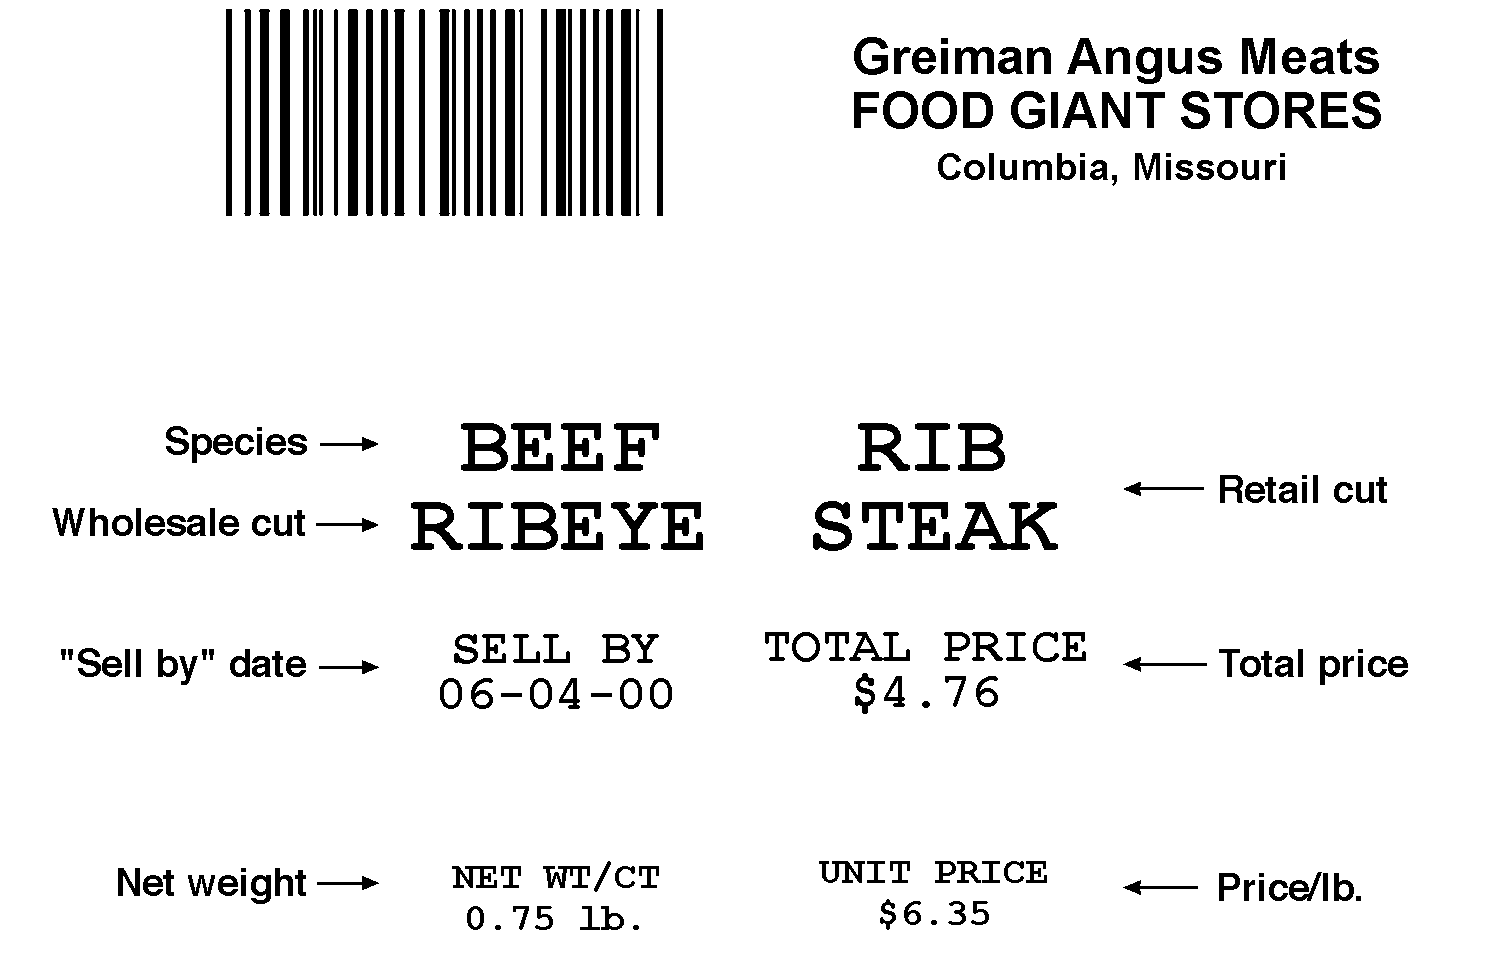 Greiman Angus Meats
FOOD GIANT STORES
Columbia, Missouri
Species BEEF RIB
Retail cut
Wholesale cut RIBEYE STEAK
SELL BY TOTAL PRICE
"Sell by" date Total price
06-04-00 $4.76
NET WT/CT UNIT PRICE
Net weight Price/lb.
0.75 lb. $6.35